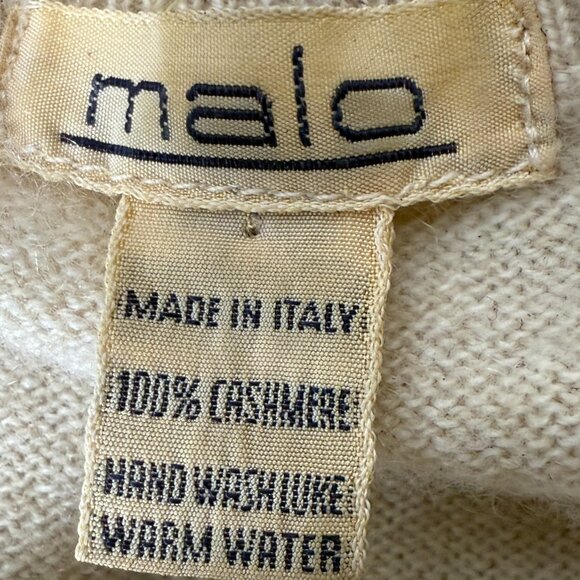 malo
MADE IN ITALY
100% CASHMERE
HAND WASH LUKE
WARM WATER